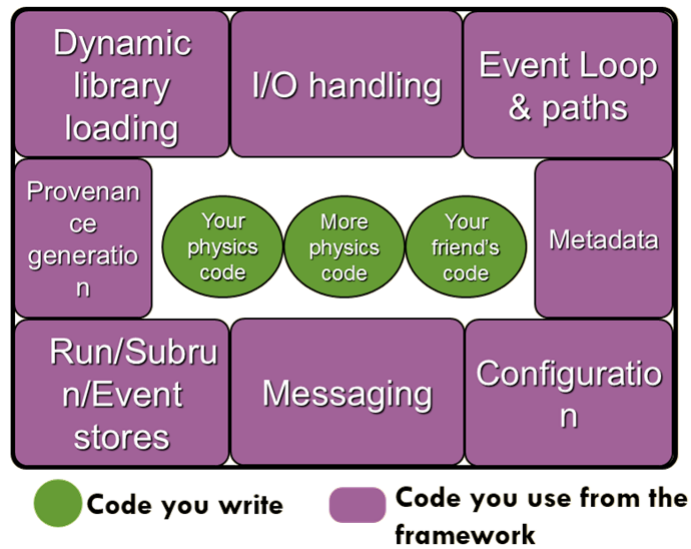 Dynamic
library
loading
I/O handling
Event Loop
& paths
Provenan
ce
generatio
n
Your
physics
code
More
physics
code
Your
friend's
code
Metadata
Run/Subru
n/Event
stores
Messaging
Configuratio
n
Code you write
Code you use from the
framework